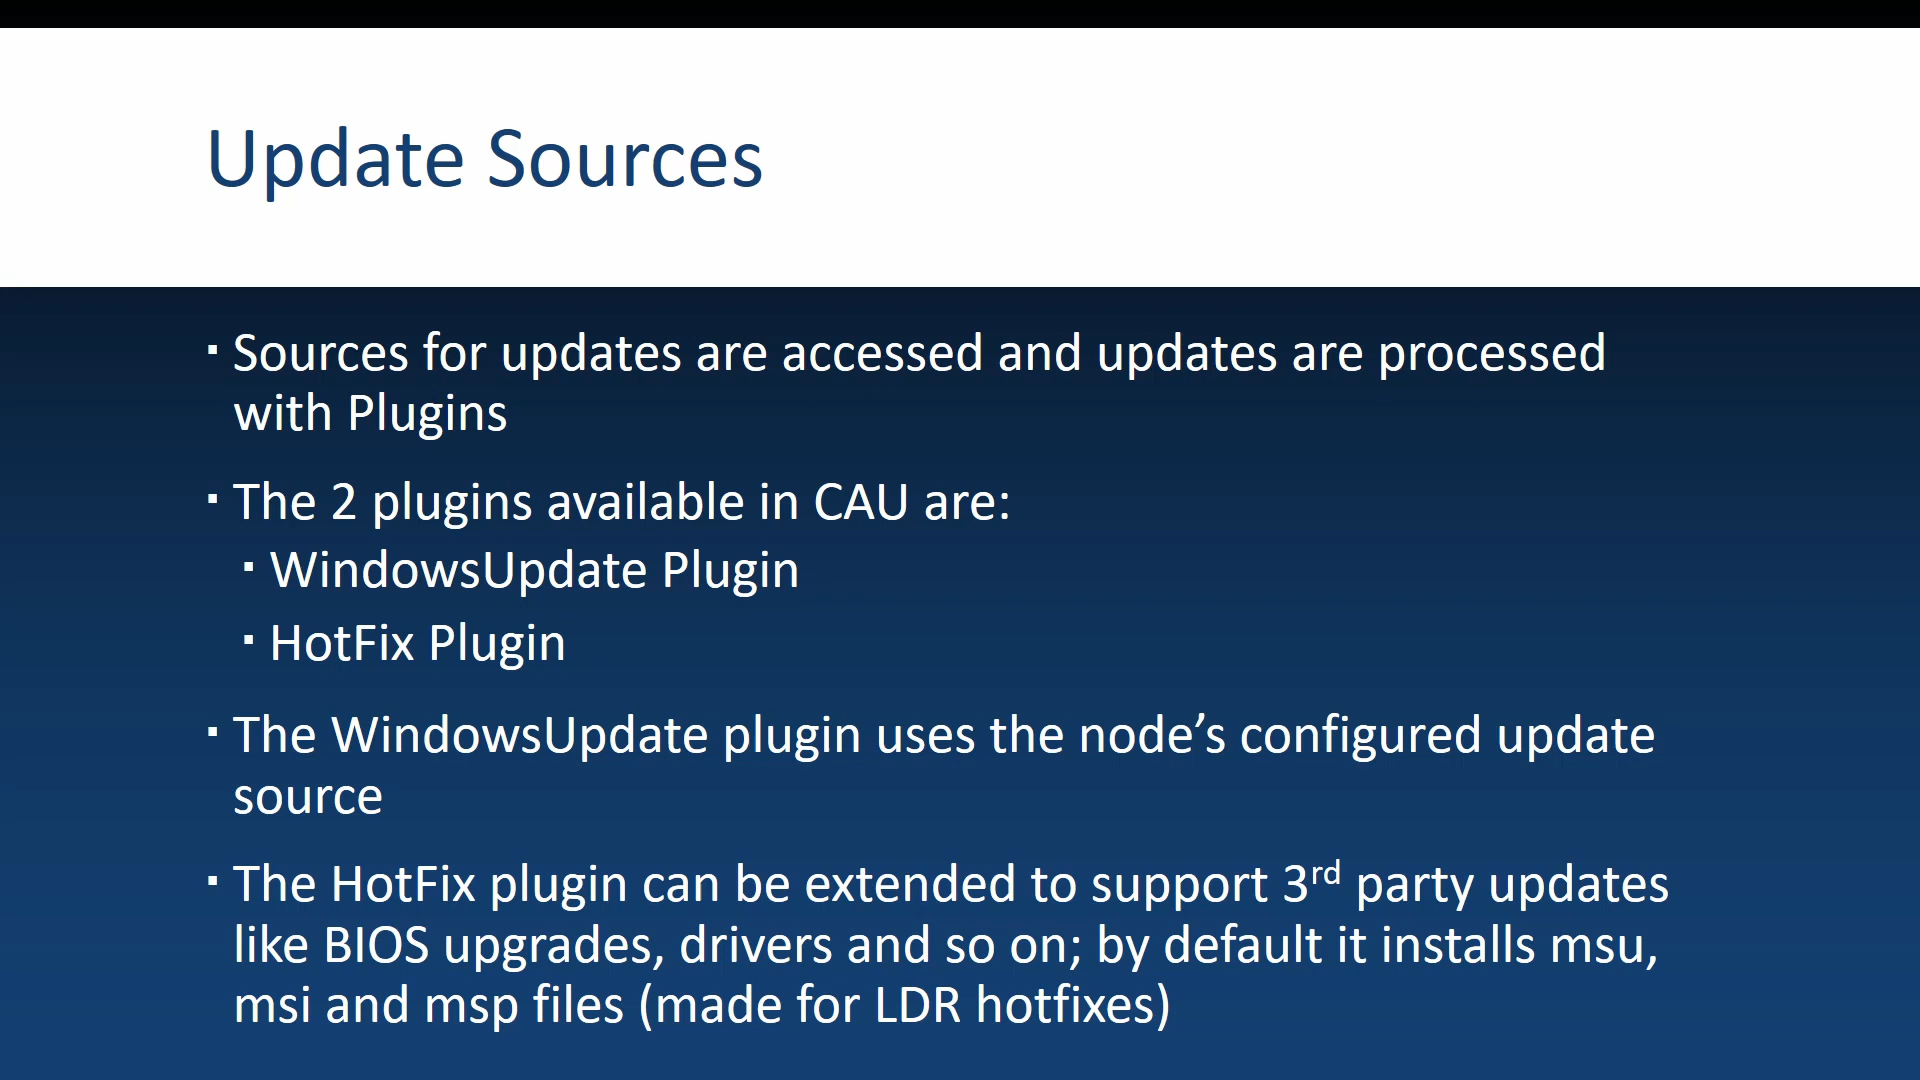 Update Sources
▪ Sources for updates are accessed and updates are processed
with Plugins
▪ The 2 plugins available in CAU are:
▪ WindowsUpdate Plugin
▪ HotFix Plugin
▪ The WindowsUpdate plugin uses the node’s configured update
source
▪ The HotFix plugin can be extended to support 3rd party updates
like BIOS upgrades, drivers and so on; by default it installs msu,
msi and msp files (made for LDR hotfixes)